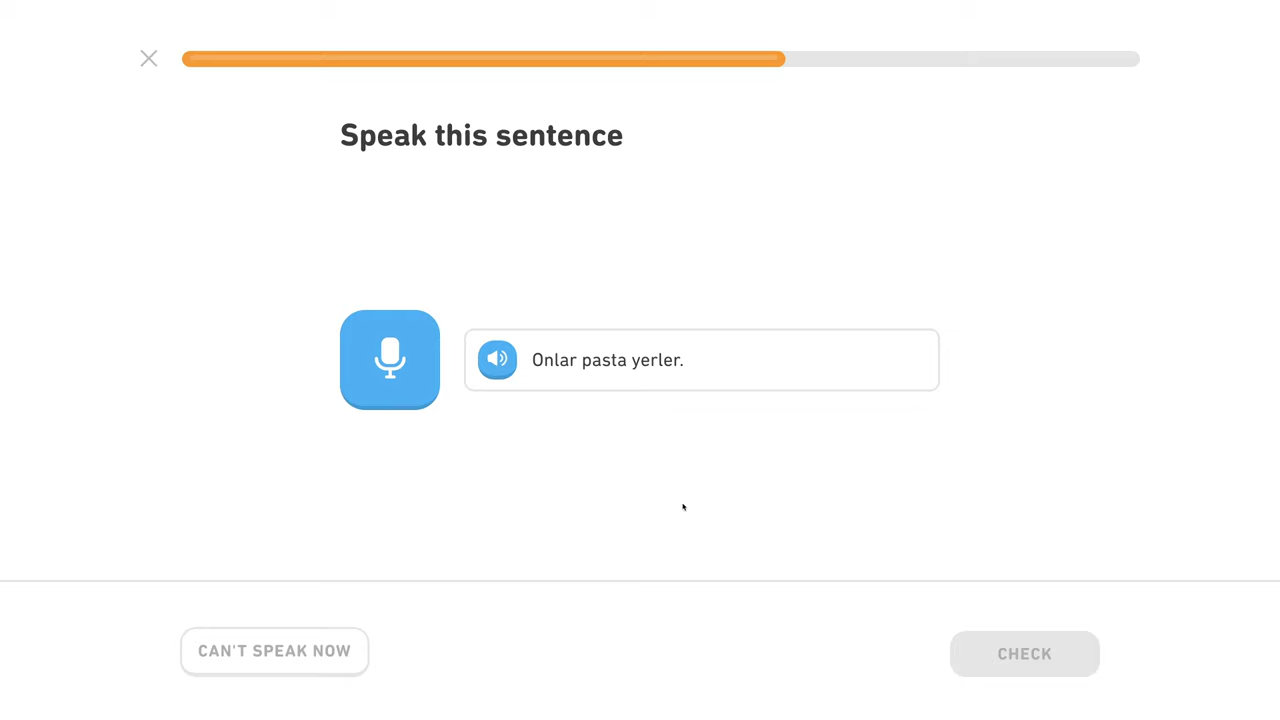 Speak this sentence
Onlar pasta yerler.
CAN'T SPEAK NOW
CHECK